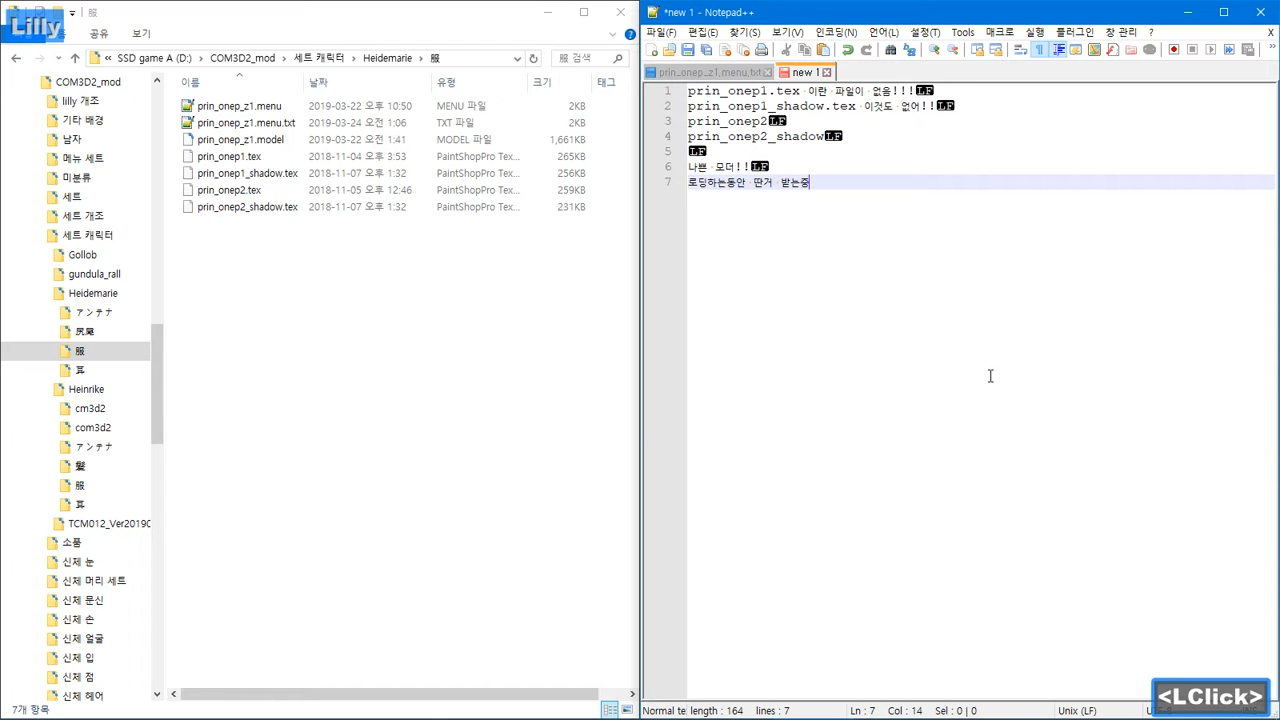 服
Lilly
공유
보기
« SSD game A (D:) > COM3D2_mod > 세트 캐릭터 > Heidemarie > 服
服 검색
COM3D2_mod
lilly 개조
기타 배경
남자
메뉴 세트
미분류
세트
세트 개조
세트 캐릭터
Gollob
gundula_rall
Heidemarie
アンテナ
尻尾
服
耳
Heinrike
cm3d2
com3d2
アンテナ
髪
服
耳
TCM012_Ver2019
소품
신체 눈
신체 머리 세트
신체 문신
신체 손
신체 얼굴
신체 입
신체 점
신체 헤어
이름 날짜 유형 크기 태그
prin_onep_z1.menu 2019-03-22 오후 10:50 MENU 파일 2KB
prin_onep_z1.menu.txt 2019-03-24 오전 1:06 TXT 파일 2KB
prin_onep_z1.model 2019-03-22 오전 1:41 MODEL 파일 1,661KB
prin_onep1.tex 2018-11-04 오후 3:53 PaintShopPro Tex... 265KB
prin_onep1_shadow.tex 2018-11-07 오후 1:32 PaintShopPro Tex... 256KB
prin_onep2.tex 2018-11-05 오후 12:46 PaintShopPro Tex... 259KB
prin_onep2_shadow.tex 2018-11-07 오후 1:32 PaintShopPro Tex... 231KB
7개 항목
*new 1 - Notepad++
파일(F) 편집(E) 찾기 보기(V) 인코딩(N) 언어(L) 설정(T) Tools 매크로 실행 플러그인 창 관리 ? X
prin_onep_z1.menu.txt new 1
1 prin_onep1.tex 이란 파일이 없음!!!LF
2 prin_onep1_shadow.tex 이것도 없어!!LF
3 prin_onep2LF
4 prin_onep2_shadowLF
5 LF
6 나쁜 모더!!LF
7 로딩하는동안 딴거 받는중
Normal te length : 164 lines : 7 Ln : 7 Col : 14 Sel : 0 | 0 Unix (LF)
<LClick>